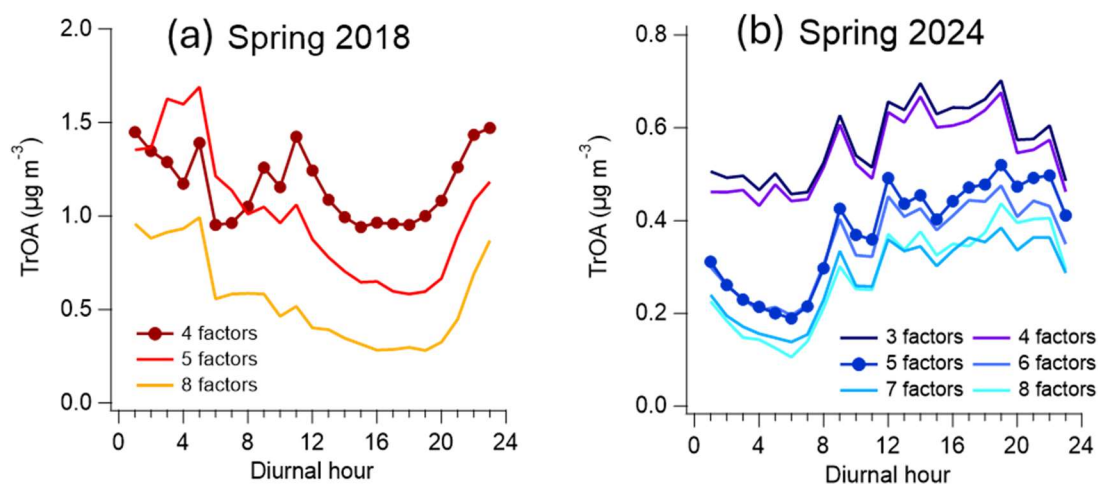 (a) Spring 2018
2.0
1.5
1.0
0.5
0.0
TrOA (µg m⁻³)
4 factors
5 factors
8 factors
0 4 8 12 16 20 24
Diurnal hour
(b) Spring 2024
0.8
0.6
0.4
0.2
0.0
TrOA (µg m⁻³)
3 factors 4 factors
5 factors 6 factors
7 factors 8 factors
0 4 8 12 16 20 24
Diurnal hour